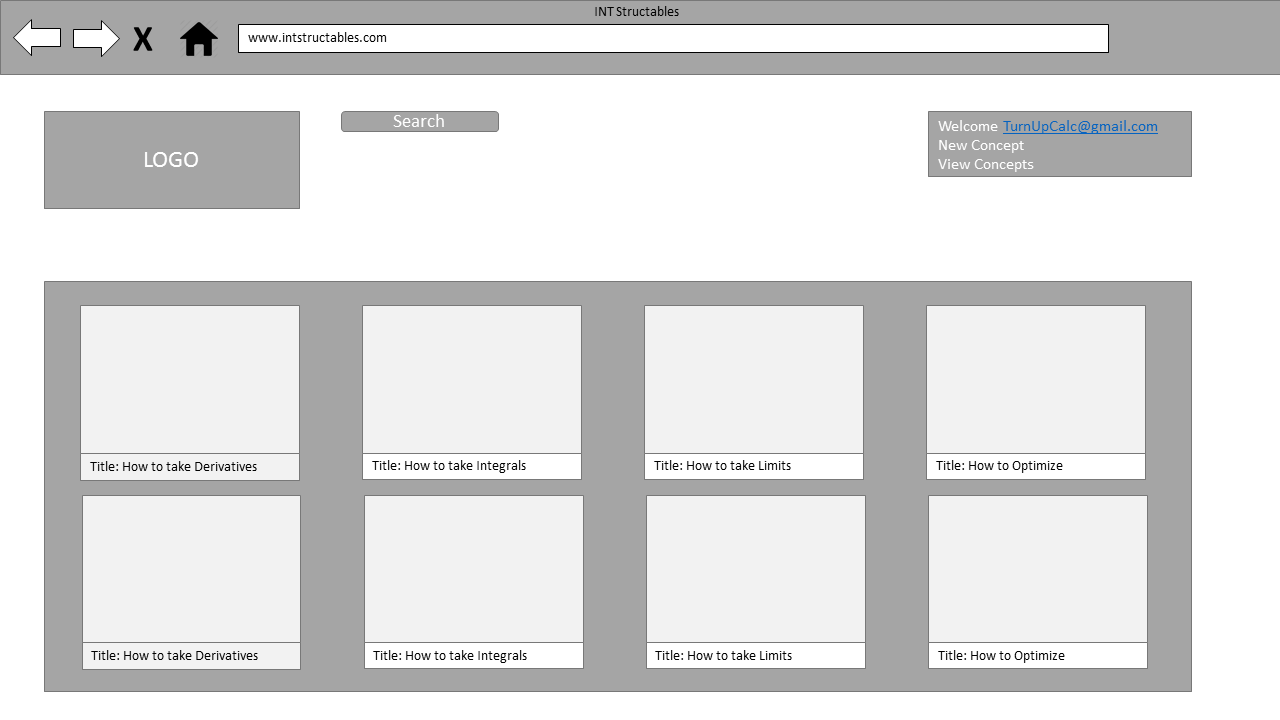 INT Structables
X
www.intstructables.com
LOGO
Search
Welcome TurnUpCalc@gmail.com
New Concept
View Concepts
Title: How to take Derivatives
Title: How to take Integrals
Title: How to take Limits
Title: How to Optimize
Title: How to take Derivatives
Title: How to take Integrals
Title: How to take Limits
Title: How to Optimize